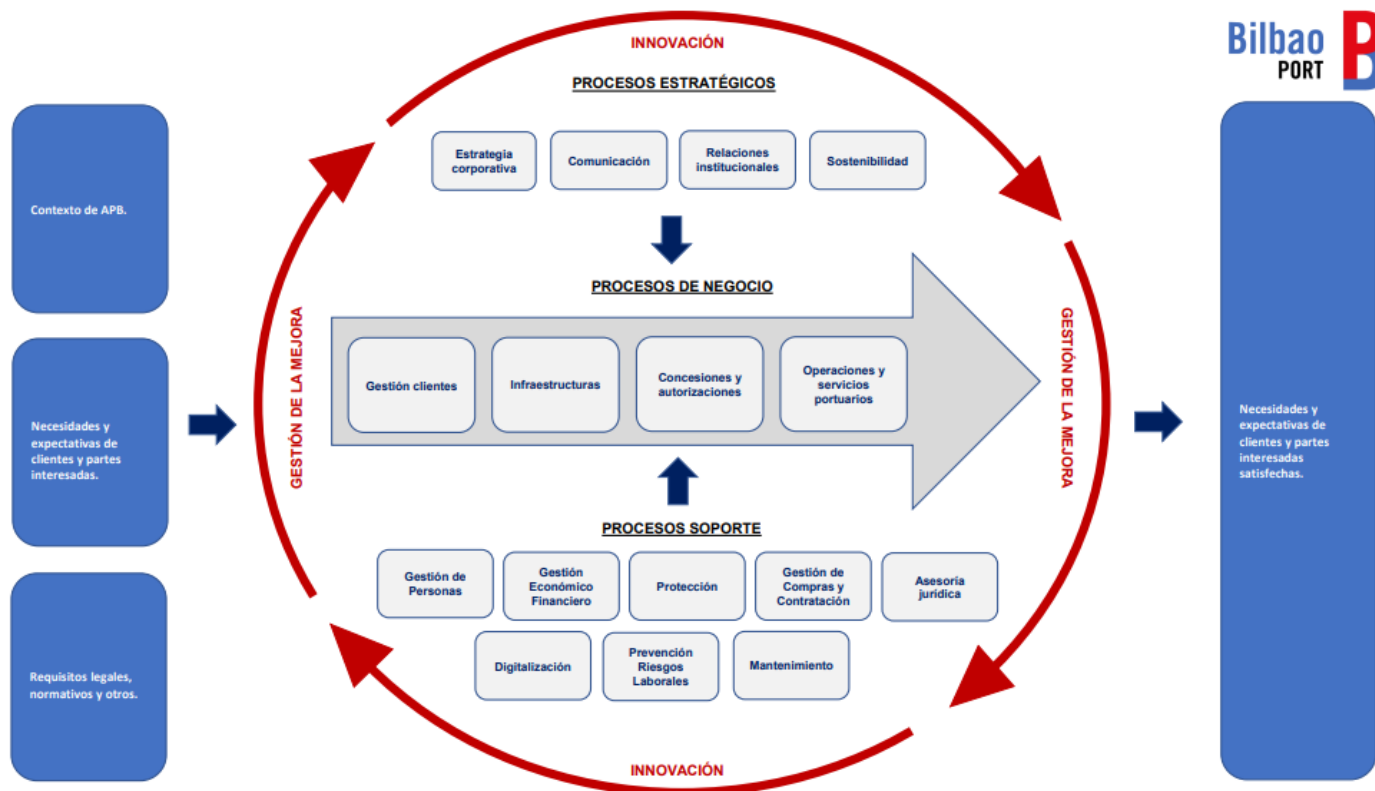 INNOVACIÓN
Bilbao
PORT
B
PROCESOS ESTRATÉGICOS
Estrategia
corporativa
Comunicación
Relaciones
institucionales
Sostenibilidad
Contexto de APB.
PROCESOS DE NEGOCIO
GESTIÓN DE LA MEJORA
Gestión clientes
Infraestructuras
Concesiones y
autorizaciones
Operaciones y
servicios
portuarios
GESTIÓN DE LA MEJORA
Necesidades y
expectativas de
clientes y partes
interesadas.
Necesidades y
expectativas de
clientes y partes
interesadas
satisfechas.
PROCESOS SOPORTE
Gestión de
Personas
Gestión
Económico
Financiero
Protección
Gestión de
Compras y
Contratación
Asesoría
jurídica
Digitalización
Prevención
Riesgos
Laborales
Mantenimiento
Requisitos legales,
normativos y otros.
INNOVACIÓN